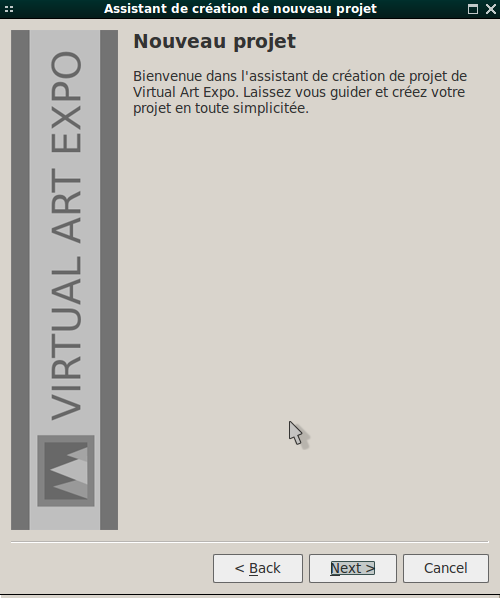 Assistant de création de nouveau projet
VIRTUAL ART EXPO
Nouveau projet
Bienvenue dans l'assistant de création de projet de
Virtual Art Expo. Laissez vous guider et créez votre
projet en toute simplicitée.
< Back
Next >
Cancel